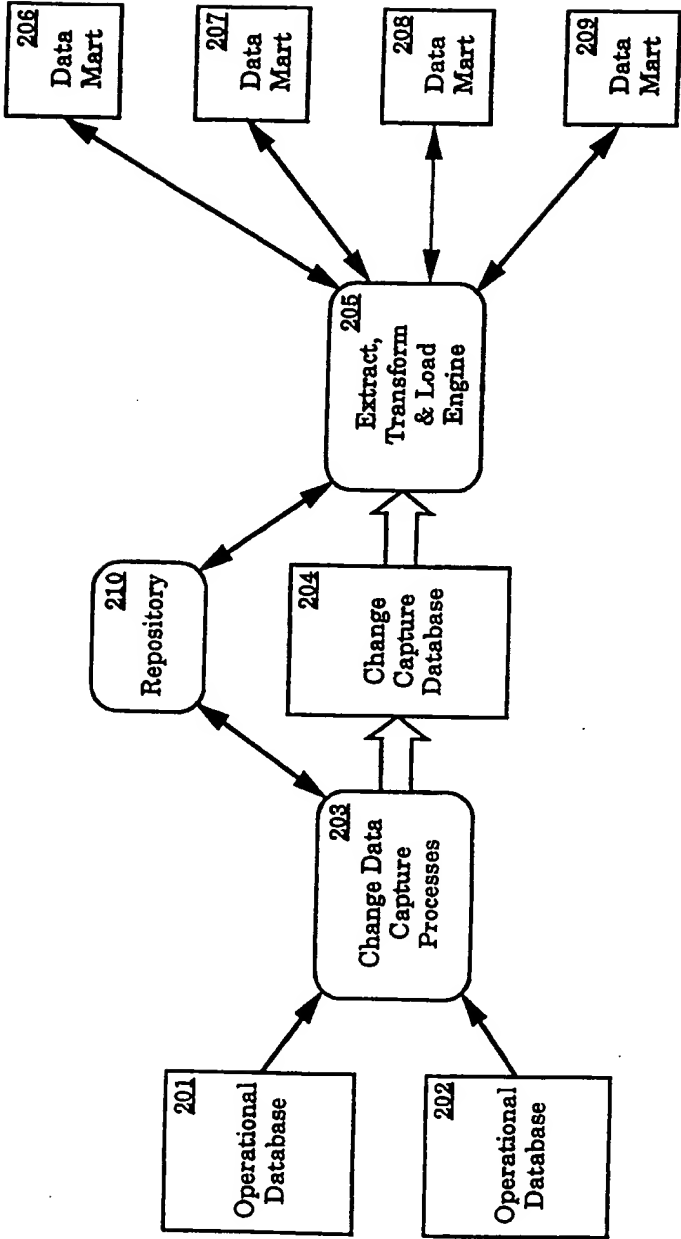 201
Operational
Database
202
Operational
Database
203
Change Data
Capture
Processes
210
Repository
204
Change
Capture
Database
205
Extract,
Transform
& Load
Engine
206
Data
Mart
207
Data
Mart
208
Data
Mart
209
Data
Mart